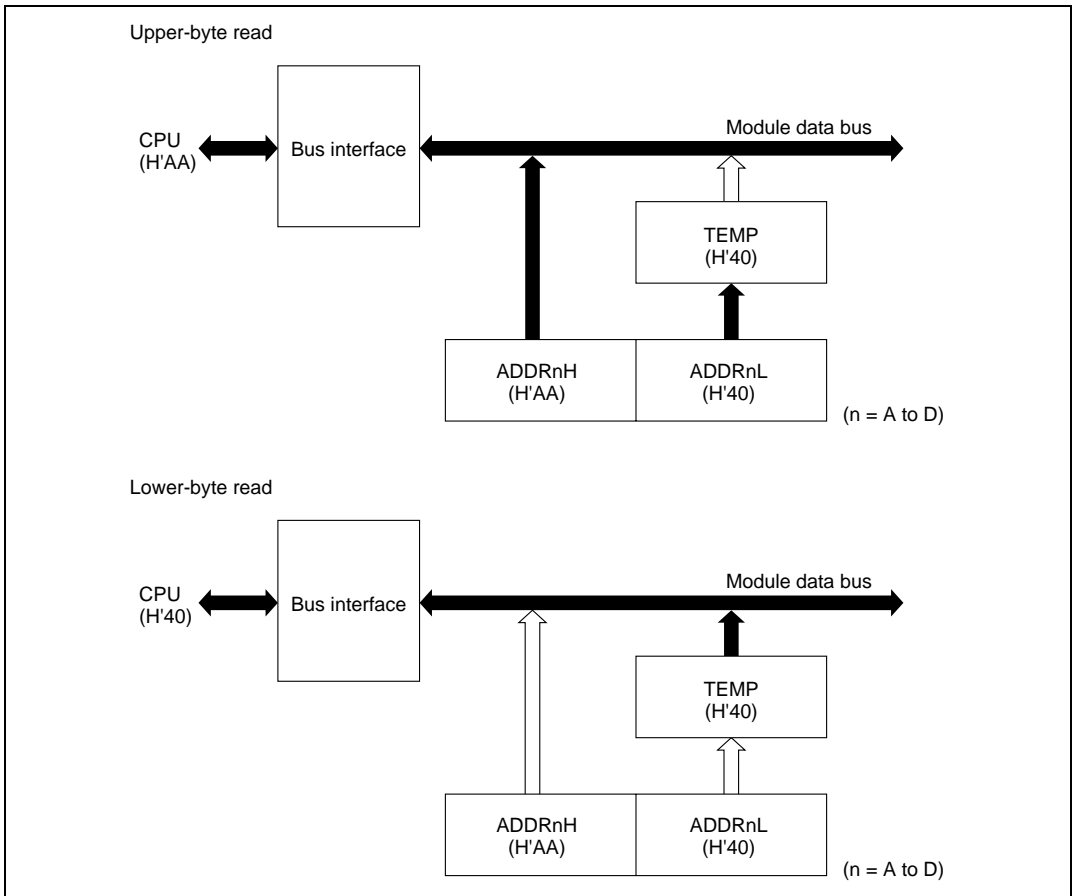 Upper-byte read
Module data bus
CPU
(H'AA)
Bus interface
TEMP
(H'40)
ADDRnH
(H'AA)
ADDRnL
(H'40)
(n = A to D)
Lower-byte read
Module data bus
CPU
(H'40)
Bus interface
TEMP
(H'40)
ADDRnH
(H'AA)
ADDRnL
(H'40)
(n = A to D)